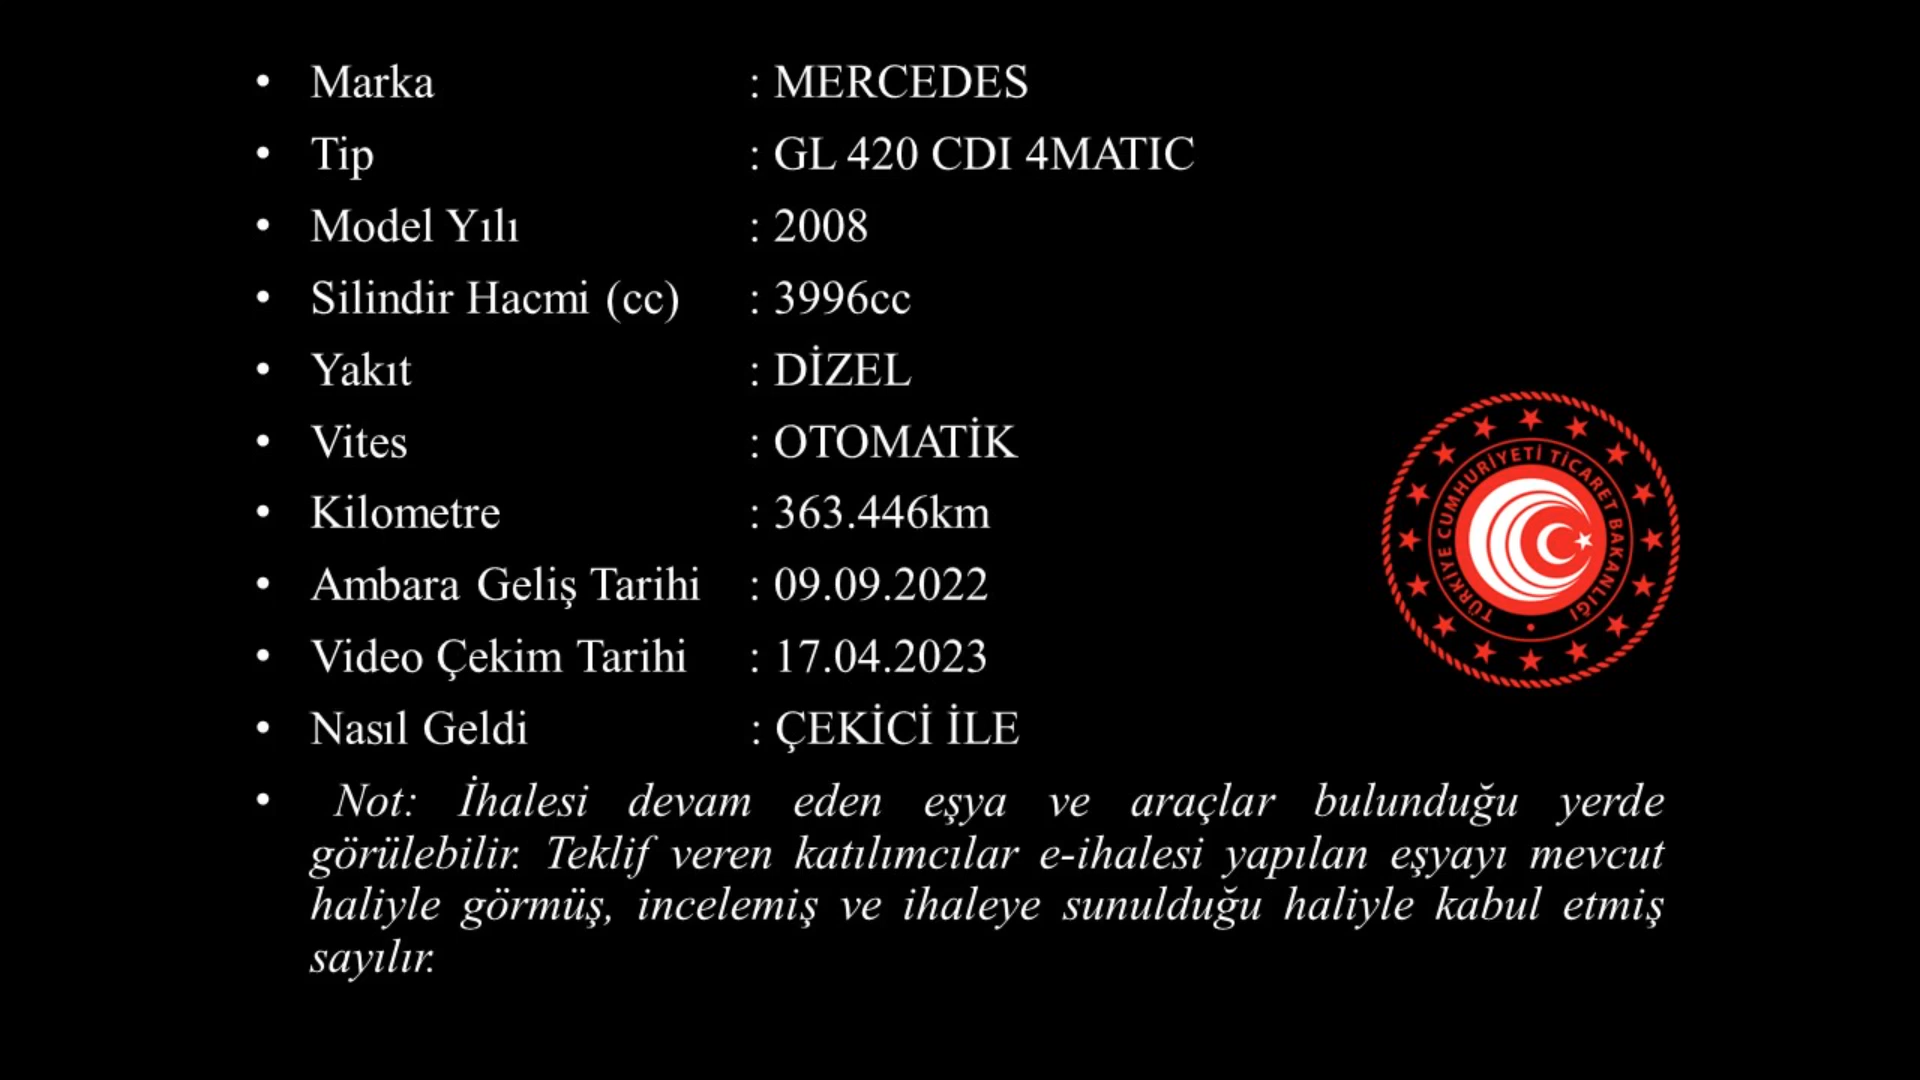 • Marka : MERCEDES
• Tip : GL 420 CDI 4MATIC
• Model Yılı : 2008
• Silindir Hacmi (cc) : 3996cc
• Yakıt : DİZEL
• Vites : OTOMATİK
• Kilometre : 363.446km
• Ambara Geliş Tarihi : 09.09.2022
• Video Çekim Tarihi : 17.04.2023
• Nasıl Geldi : ÇEKİCİ İLE
• Not: İhalesi devam eden eşya ve araçlar bulunduğu yerde
görülebilir. Teklif veren katılımcılar e-ihalesi yapılan eşyayı mevcut
haliyle görmüş, incelemiş ve ihaleye sunulduğu haliyle kabul etmiş
sayılır.
TÜRKİYE CUMHURİYETİ TİCARET BAKANLIĞI